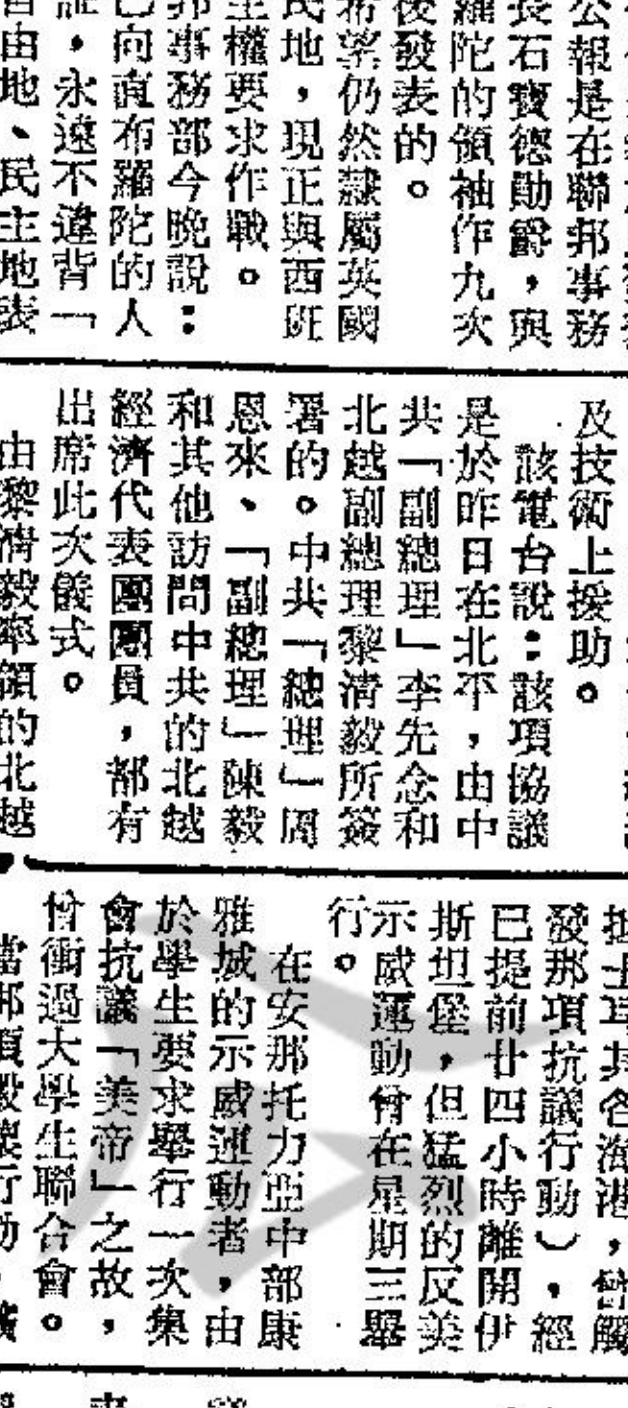 公報是在聯邦事務
長石寶德勛爵，與
羅陀的領袖作九次
後發表的。
希望仍然隸屬英國
民地，現正與西班
主權要求作戰。
邦事務部今晚說：
已向直布羅陀的人
證，永遠不違背「
自由地、民主地表
及技術上援助。
該電台說：該項協議
是於昨日在北平，由中
共「副總理」李先念和
北越副總理黎清毅所簽
署的。中共「總理」周
恩來、「副總理」陳毅
和其他訪問中共的北越
經濟代表團團員，都有
出席此次儀式。
由黎清毅率領的北越
發那項抗議行動），經
已提前廿四小時離開伊
斯坦堡，但猛烈的反美
示威運動曾在星期三舉
行。
在安那托力亞中部康
雅城的示威運動者，由
於學生要求舉行一次集
會抗議「美帝」之故，
曾衝過大學生聯合會。